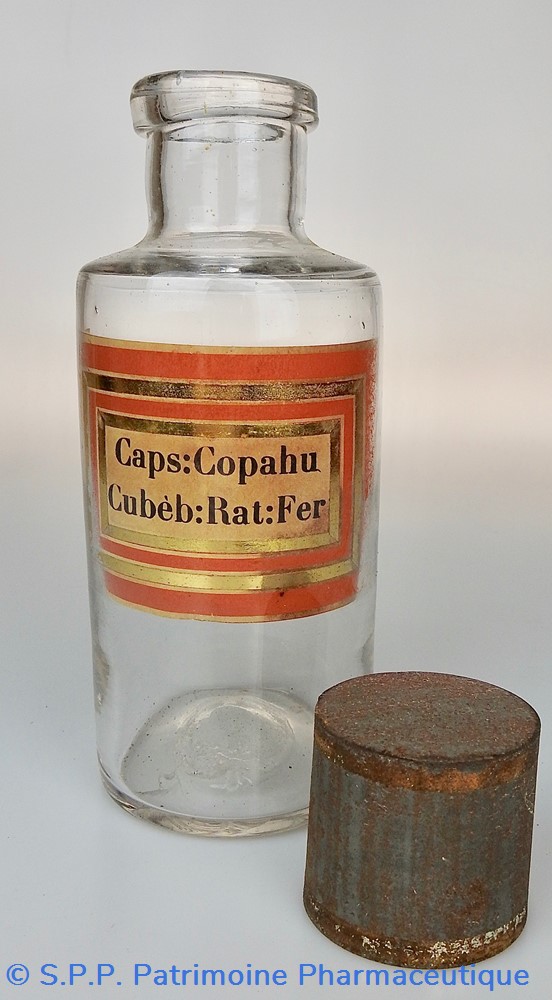 Caps:Copahu
Cubèb:Rat:Fer
© S.P.P. Patrimoine Pharmaceutique